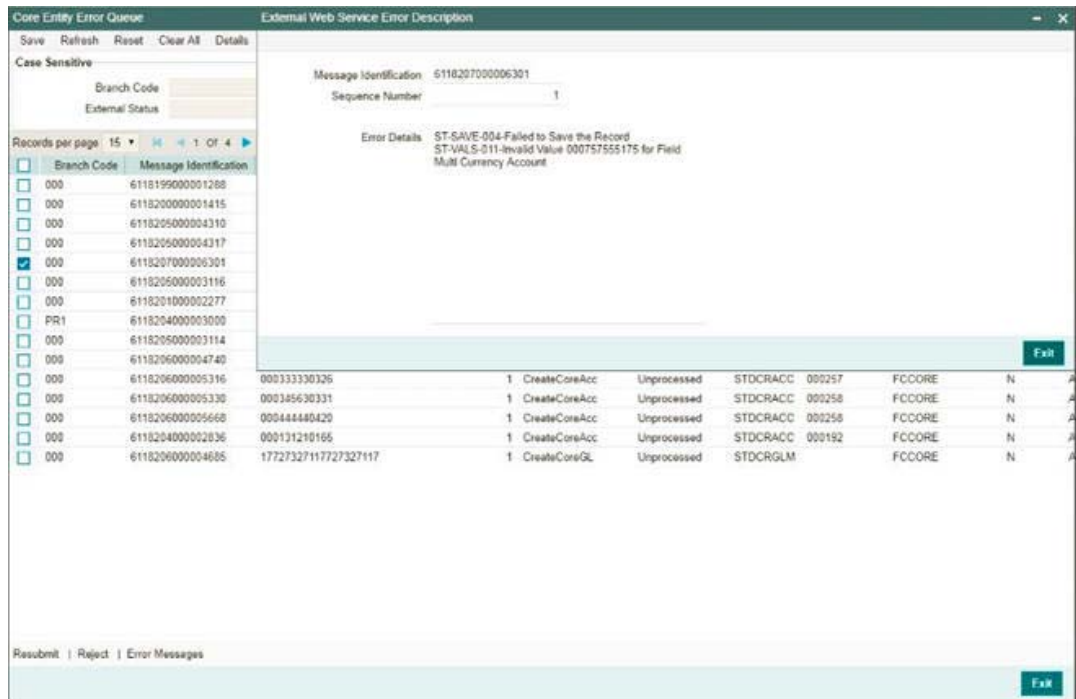 Core Entity Error Queue
External Web Service Error Description
Save Refresh Reset Clear All Details
Case Sensitive
Branch Code
External Status
Message Identification 6118207000006301
Sequence Number 1
Error Details ST-SAVE-004-Failed to Save the Record
ST-VALS-011-Invalid Value 000757555175 for Field
Multi Currency Account
Records per page 15 1 Of 4
Branch Code Message Identification
000 6118199000001288
000 6118200000001415
000 6118205000004310
000 6118205000004317
000 6118207000006301
000 6118205000003116
000 6118201000002277
PR1 6118204000003000
000 6118205000003114
000 6118206000004740
Exit
000 6118206000005316 000333330326 1 CreateCoreAcc Unprocessed STDCRACC 000257 FCCORE N A
000 6118206000005330 000345630331 1 CreateCoreAcc Unprocessed STDCRACC 000258 FCCORE N A
000 6118206000005668 000444440420 1 CreateCoreAcc Unprocessed STDCRACC 000258 FCCORE N A
000 6118204000002836 000131210165 1 CreateCoreAcc Unprocessed STDCRACC 000192 FCCORE N A
000 6118206000004685 17727327117727327117 1 CreateCoreGL Unprocessed STDCRGLM FCCORE N A
Resubmit | Reject | Error Messages
Exit